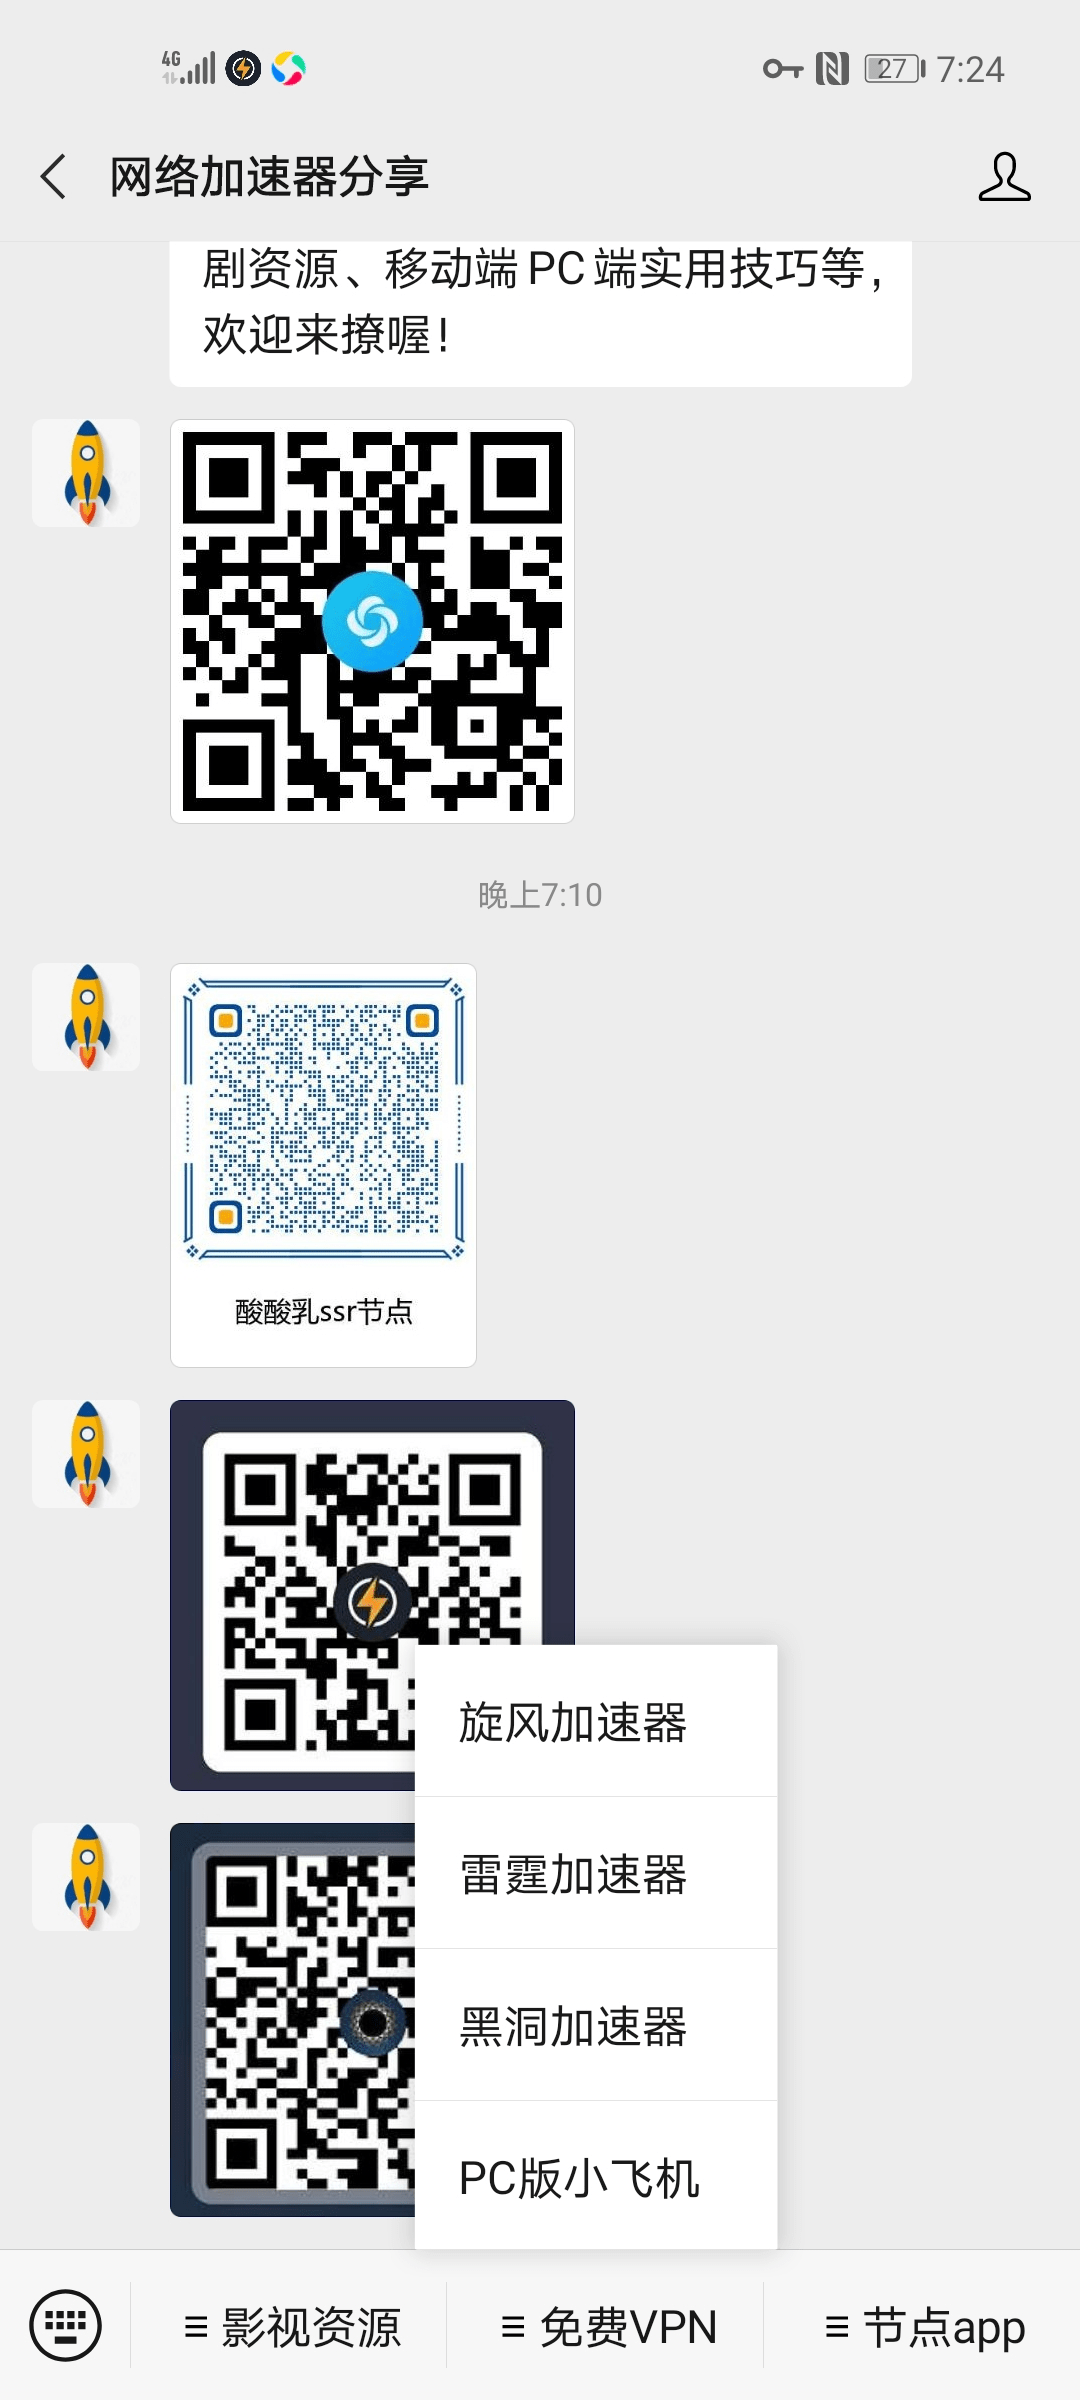 4G
27
7:24
网络加速器分享
剧资源、移动端PC端实用技巧等，
欢迎来撩喔！
晚上7:10
酸酸乳ssr节点
旋风加速器
雷霆加速器
黑洞加速器
PC版小飞机
影视资源
免费VPN
节点app